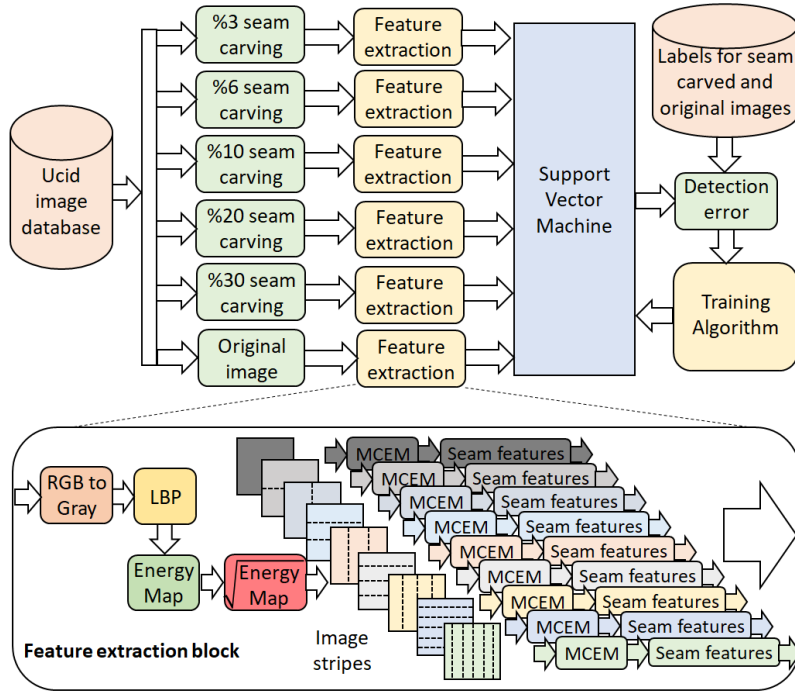 %3 seam
carving
Feature
extraction
%6 seam
carving
Feature
extraction
%10 seam
carving
Feature
extraction
%20 seam
carving
Feature
extraction
%30 seam
carving
Feature
extraction
Original
image
Feature
extraction
Ucid
image
database
Support
Vector
Machine
Labels for seam
carved and
original images
Detection
error
Training
Algorithm
RGB to
Gray
LBP
Energy
Map
√Energy
Map
Image
stripes
MCEM
Seam features
MCEM
Seam features
MCEM
Seam features
MCEM
Seam features
MCEM
Seam features
MCEM
Seam features
MCEM
Seam features
MCEM
Seam features
MCEM
Seam features
Feature extraction block